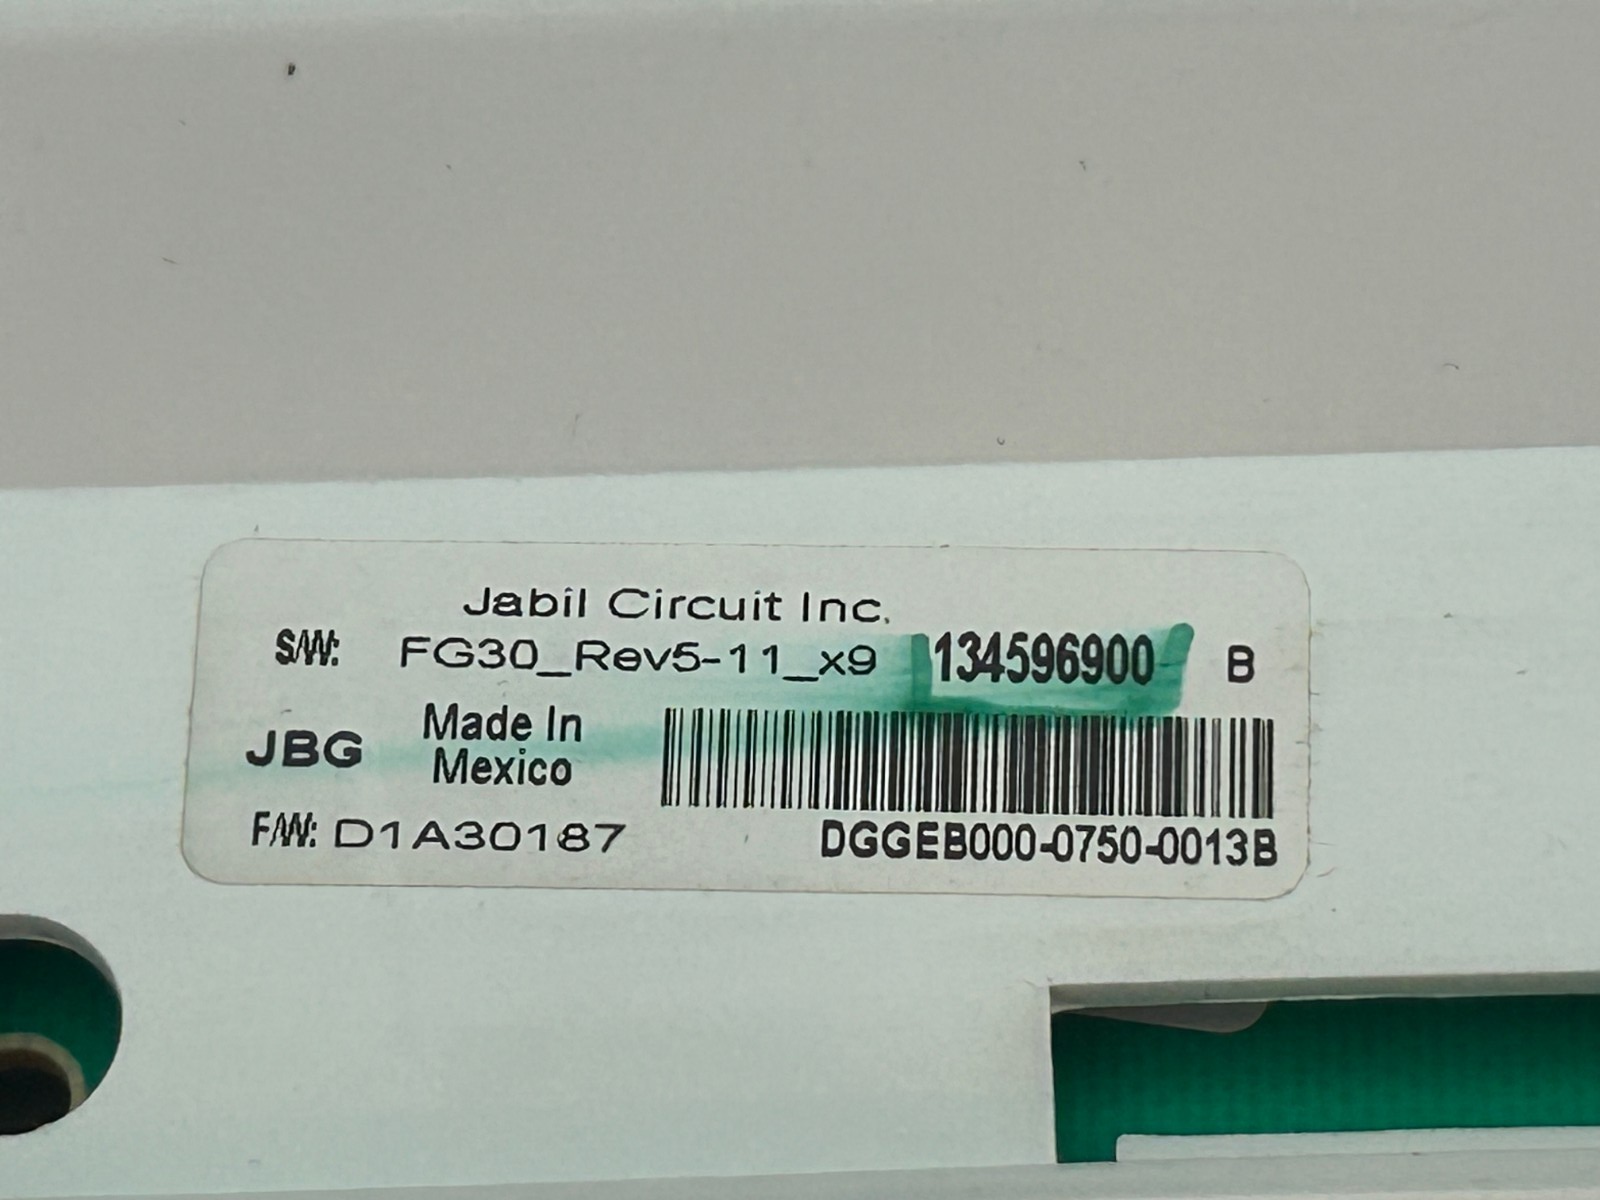 Jabil Circuit Inc.
S/W: FG30_Rev5-11_x9 134596900 B
JBG Made In
Mexico
F/W: D1A30187
DGGEB000-0750-0013B